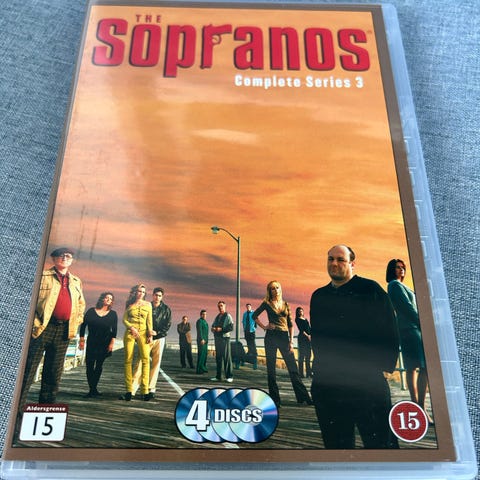 THE
Sopranos
Complete Series 3
4 DISCS
Aldersgrense
15
15